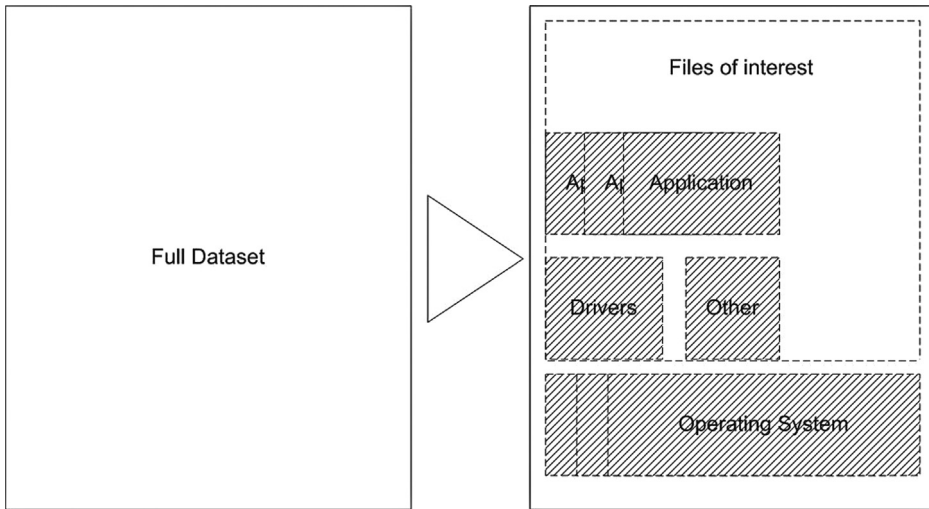 Full Dataset
Files of interest
A
A
Application
Drivers
Other
Operating System